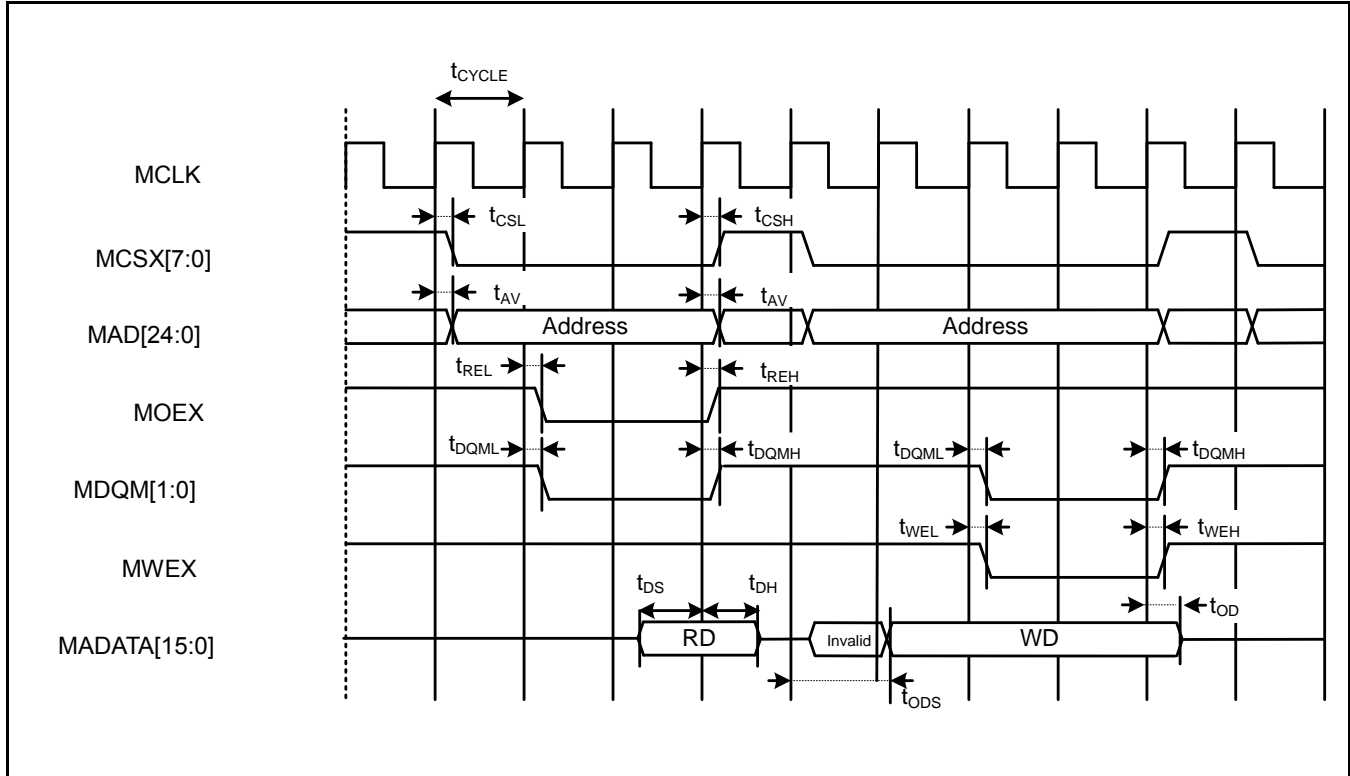 tCYCLE
MCLK
tCSL
tCSH
MCSX[7:0]
tAV
tAV
MAD[24:0]
Address
Address
tREL
tREH
MOEX
tDQML
tDQMH
tDQML
tDQMH
MDQM[1:0]
tWEL
tWEH
MWEX
tDS
tDH
tOD
MADATA[15:0]
RD
Invalid
WD
tODS